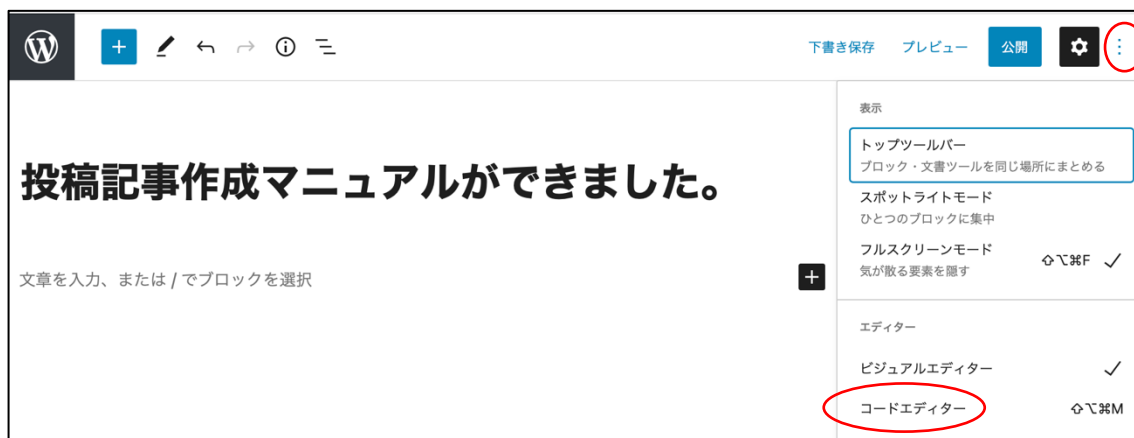 下書き保存 プレビュー 公開
表示
トップツールバー
ブロック・文書ツールを同じ場所にまとめる
スポットライトモード
ひとつのブロックに集中
フルスクリーンモード ⇧⌥⌘F
気が散る要素を隠す
エディター
ビジュアルエディター
コードエディター ⇧⌥⌘M
投稿記事作成マニュアルができました。
文章を入力、または / でブロックを選択